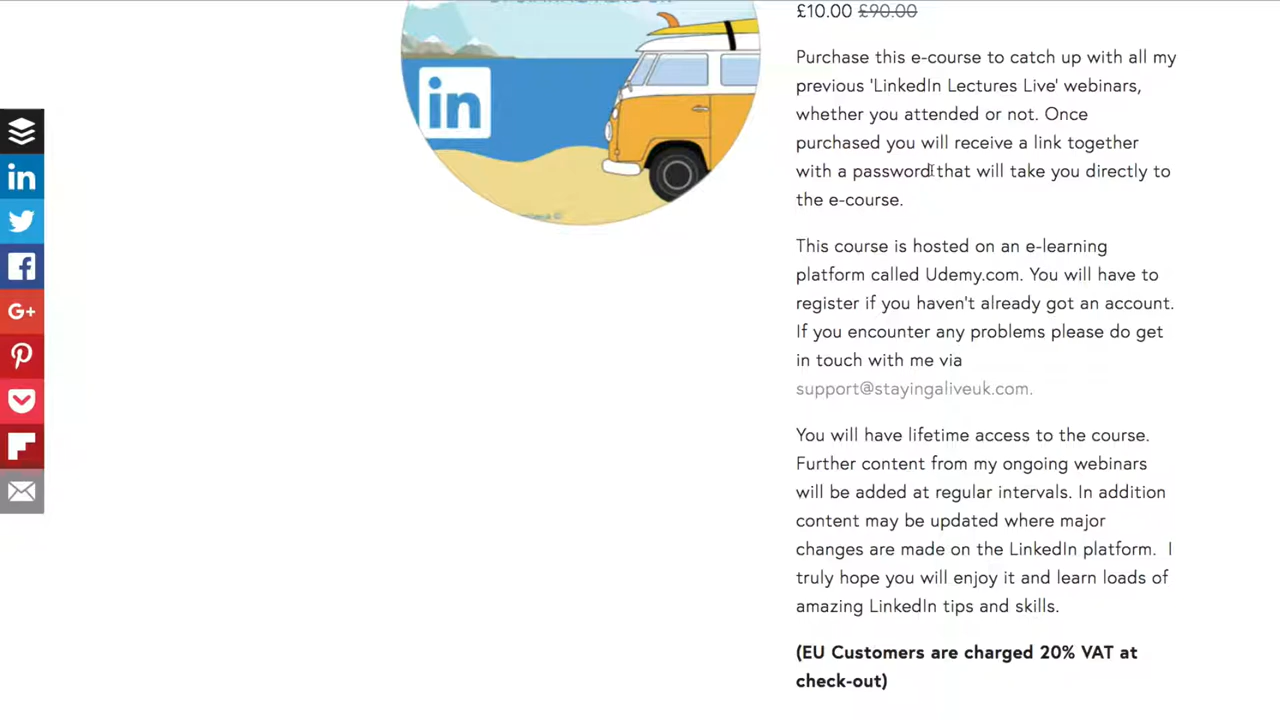 £10.00 £90.00
Purchase this e-course to catch up with all my
previous 'LinkedIn Lectures Live' webinars,
whether you attended or not. Once
purchased you will receive a link together
with a password that will take you directly to
the e-course.
This course is hosted on an e-learning
platform called Udemy.com. You will have to
register if you haven't already got an account.
If you encounter any problems please do get
in touch with me via
support@stayingaliveuk.com.
You will have lifetime access to the course.
Further content from my ongoing webinars
will be added at regular intervals. In addition
content may be updated where major
changes are made on the LinkedIn platform. I
truly hope you will enjoy it and learn loads of
amazing LinkedIn tips and skills.
(EU Customers are charged 20% VAT at
check-out)
in
in
G+